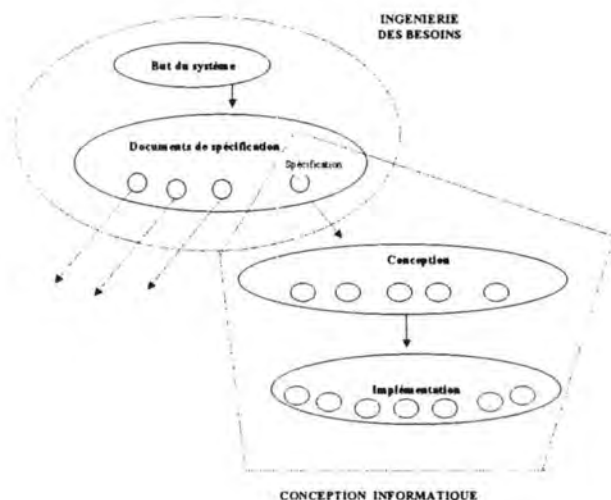 INGENIERIE
DES BESOINS
But du système
Documents de spécification
Spécification
Conception
Implémentation
CONCEPTION INFORMATIQUE